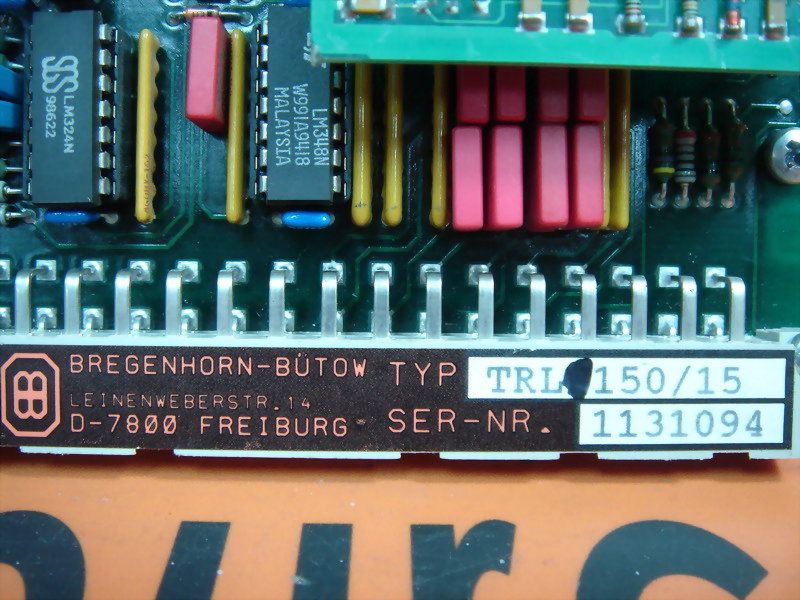 LM324N
98622
LM348N
W991A9418
MALAYSIA
BREGENHORN-BÜTOW TYP TRL 150/15
LEINENWEBERSTR.14
D-7800 FREIBURG SER-NR. 1131094